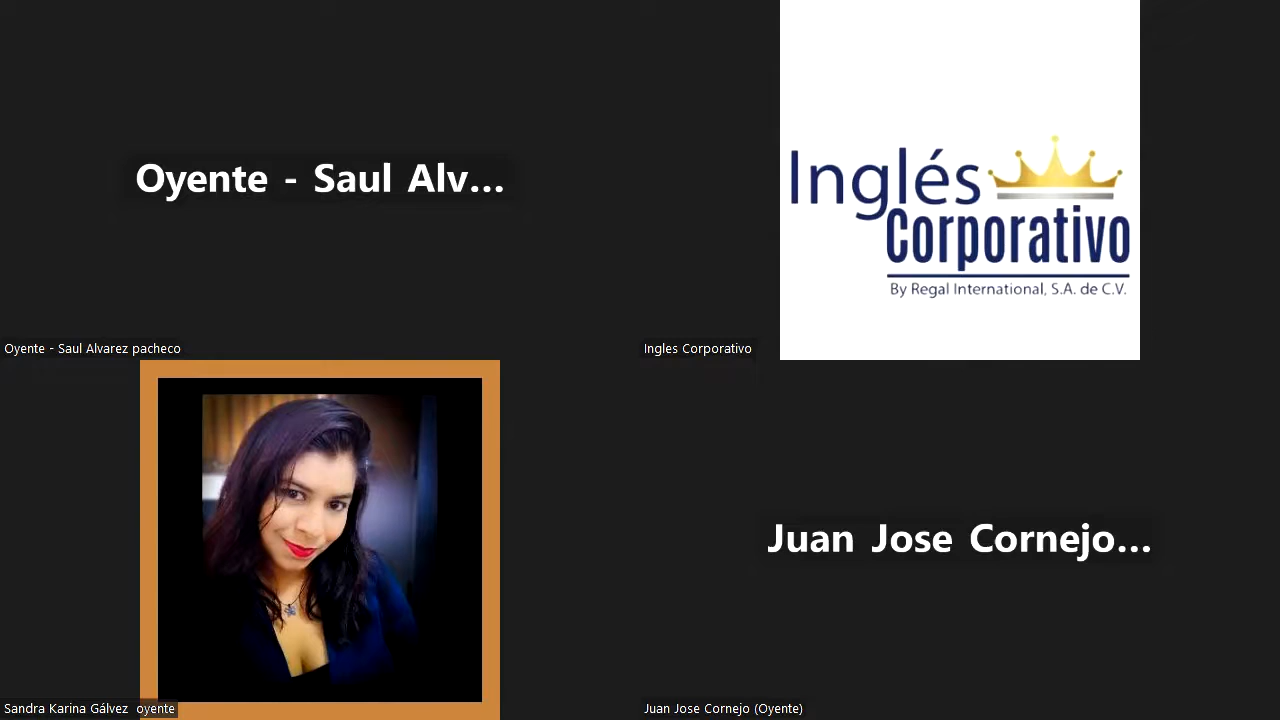 Oyente - Saul Alv...
Oyente - Saul Alvarez pacheco
Inglés
Corporativo
By Regal International, S.A. de C.V.
Ingles Corporativo
Sandra Karina Gálvez oyente
Juan Jose Cornejo...
Juan Jose Cornejo (Oyente)